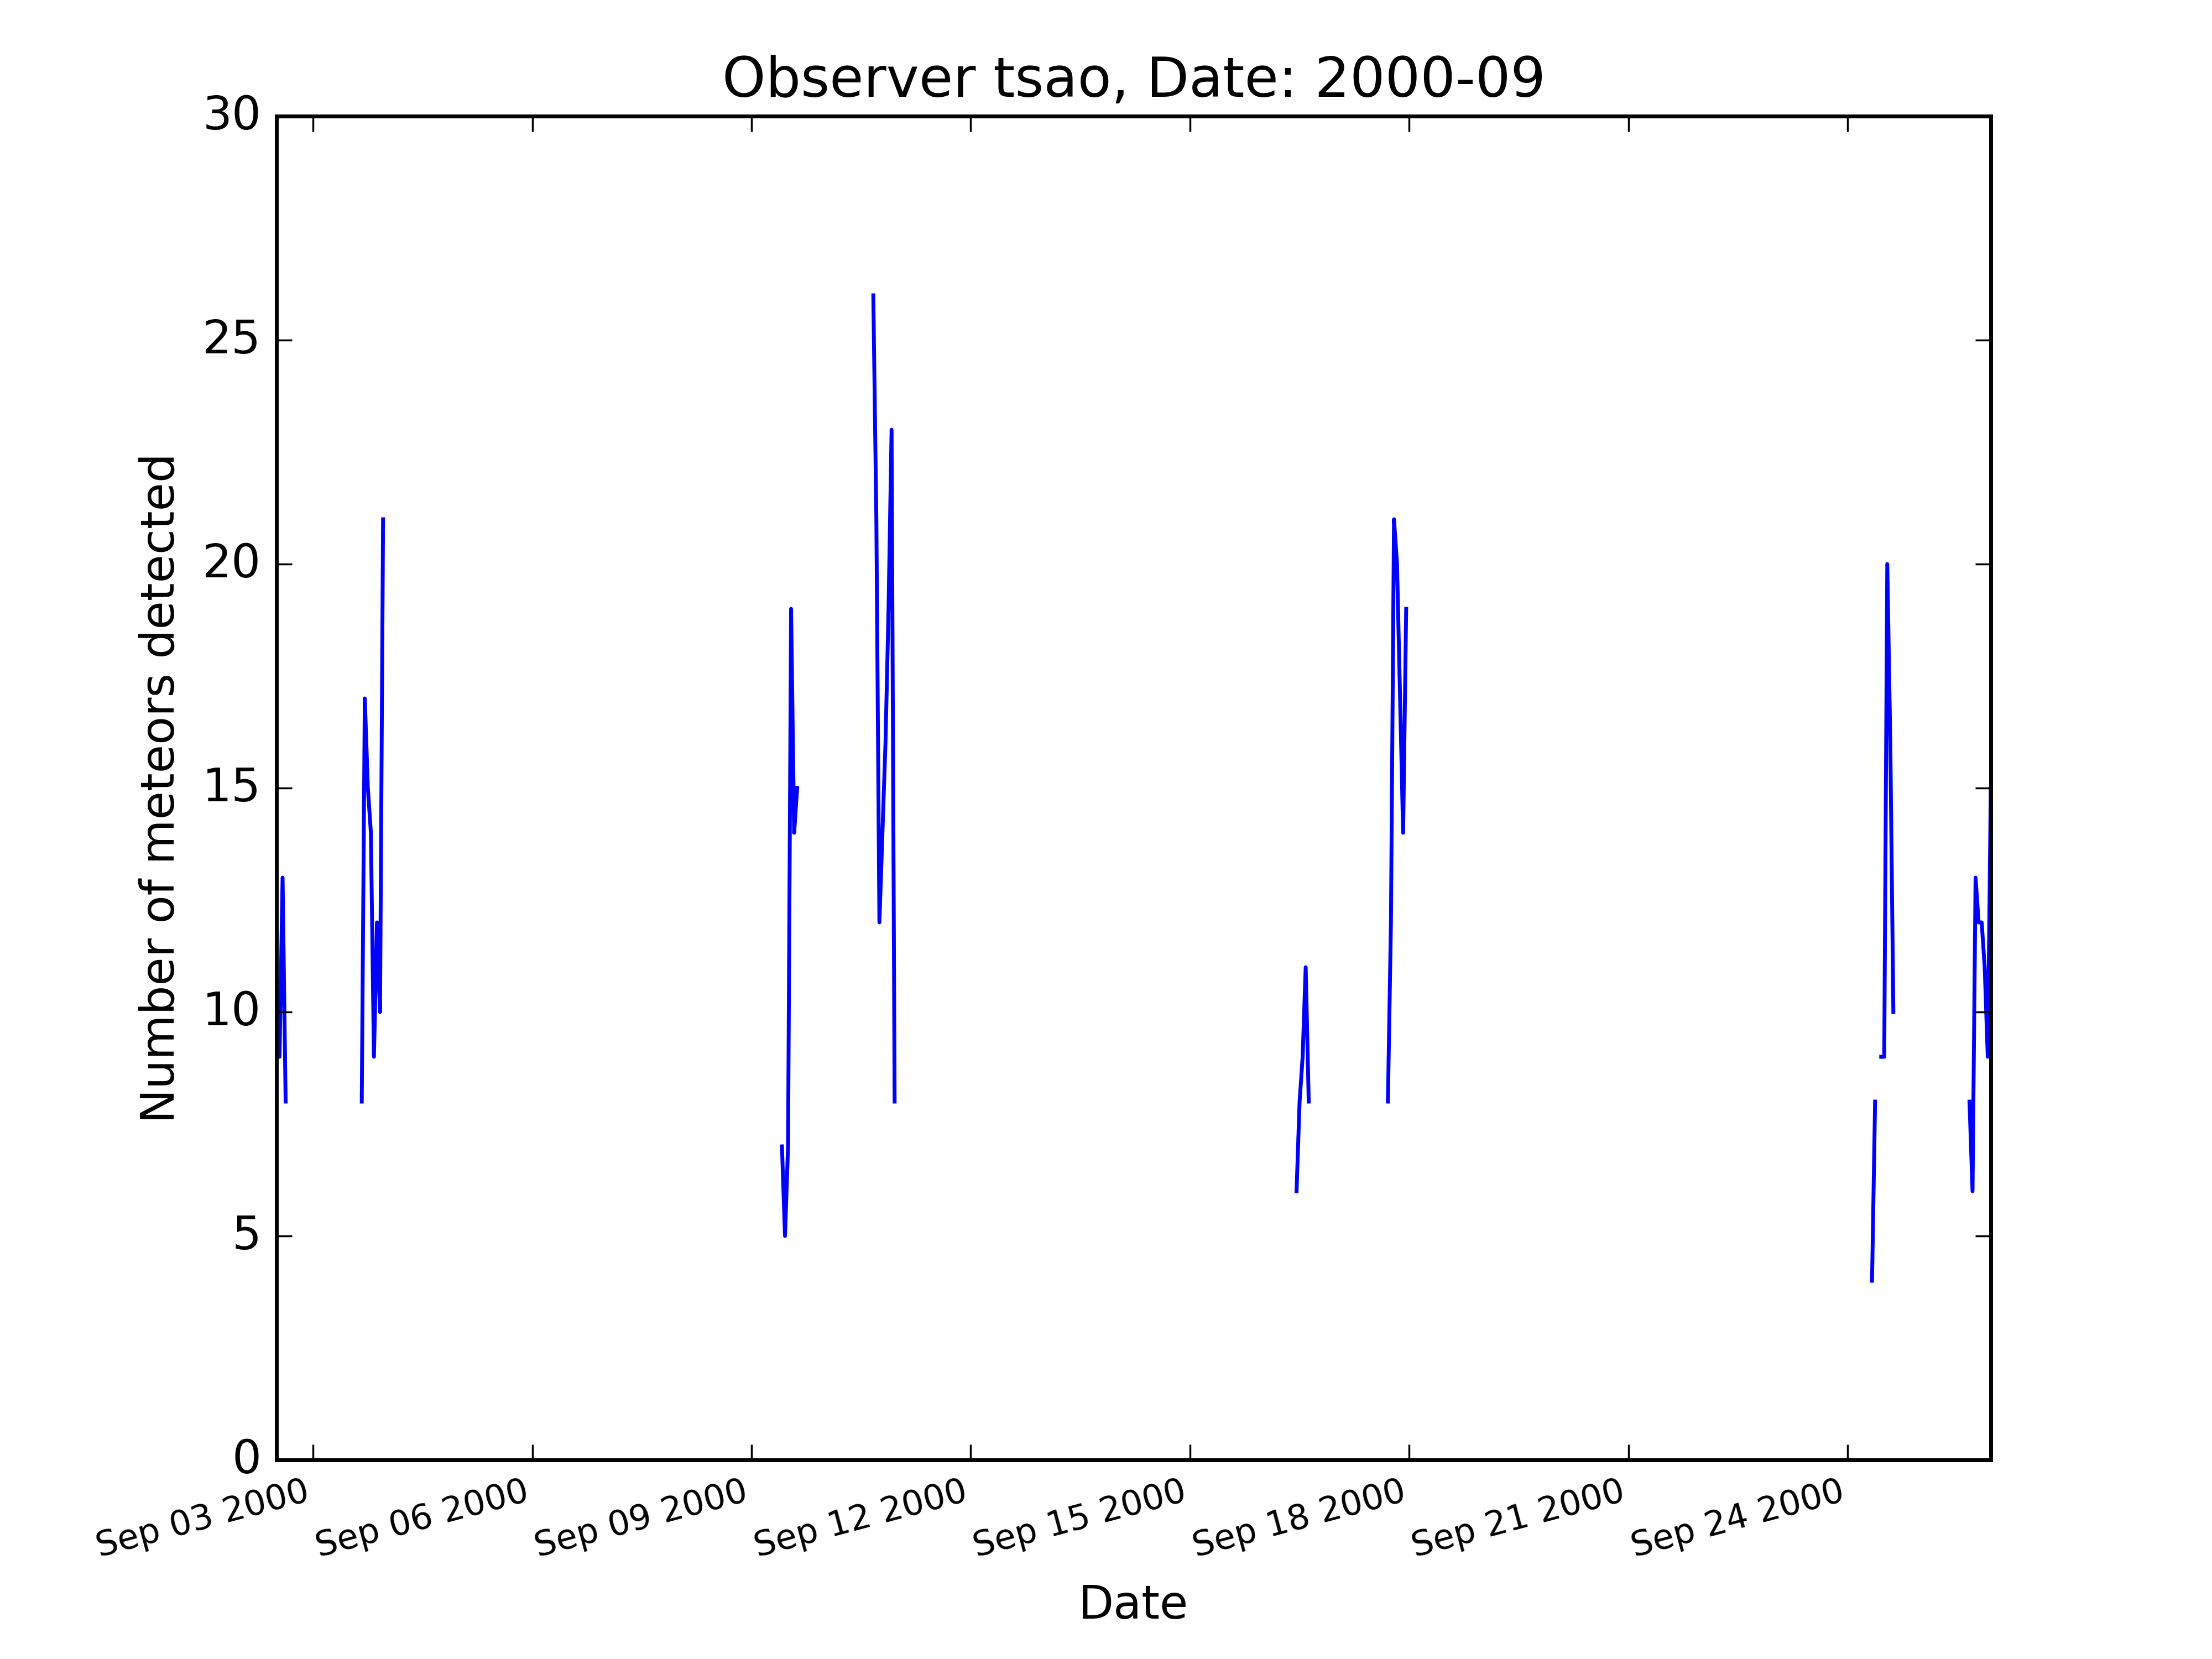 Observer tsao, Date: 2000-09
30
25
20
15
10
5
0
Number of meteors detected
Sep 03 2000
Sep 06 2000
Sep 09 2000
Sep 12 2000
Sep 15 2000
Sep 18 2000
Sep 21 2000
Sep 24 2000
Date